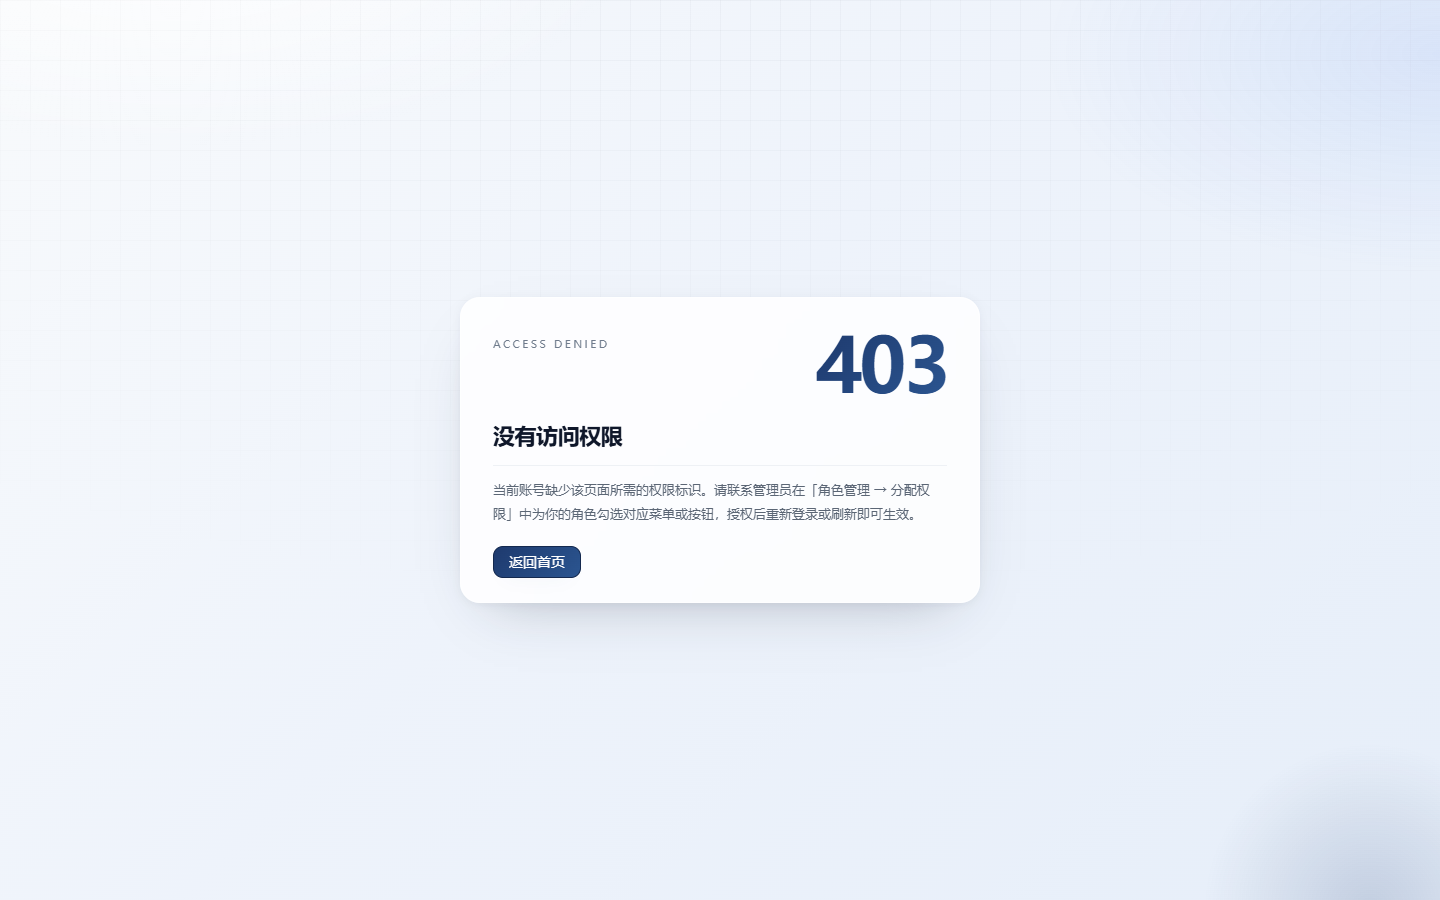 ACCESS DENIED
403
没有访问权限
当前账号缺少该页面所需的权限标识。请联系管理员在「角色管理 → 分配权
限」中为你的角色勾选对应菜单或按钮，授权后重新登录或刷新即可生效。
返回首页